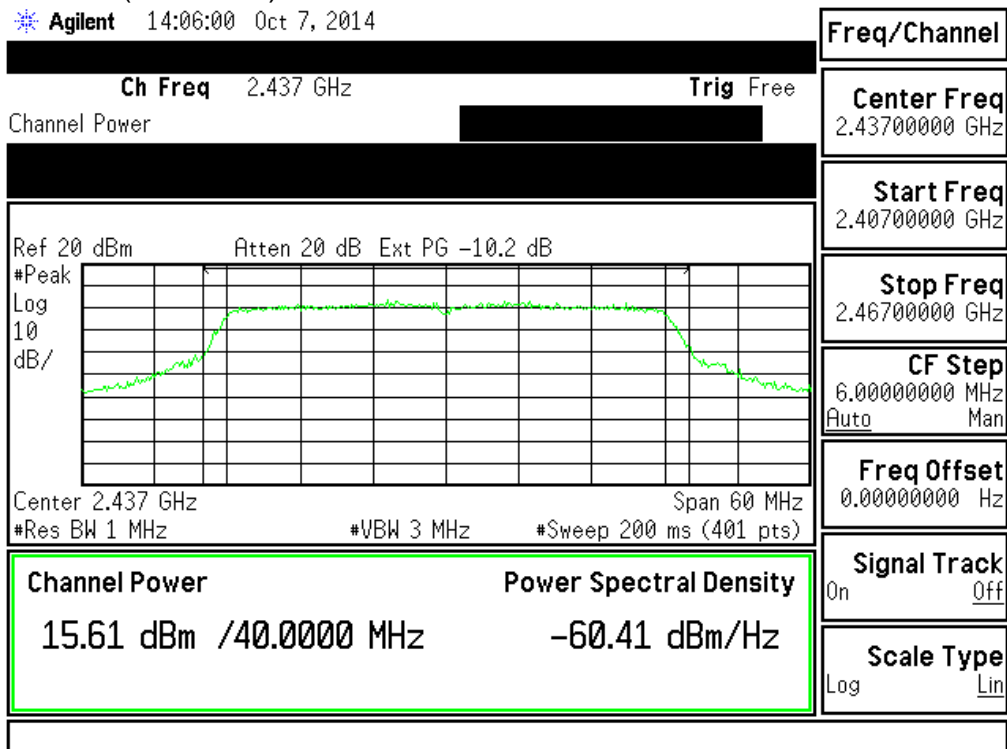 Agilent 14:06:00 Oct 7, 2014
Ch Freq 2.437 GHz Trig Free
Channel Power
Ref 20 dBm Atten 20 dB Ext PG -10.2 dB
#Peak
Log
10
dB/
Center 2.437 GHz Span 60 MHz
#Res BW 1 MHz #VBW 3 MHz #Sweep 200 ms (401 pts)
Channel Power Power Spectral Density
15.61 dBm /40.0000 MHz -60.41 dBm/Hz
Freq/Channel
Center Freq
2.43700000 GHz
Start Freq
2.40700000 GHz
Stop Freq
2.46700000 GHz
CF Step
6.00000000 MHz
Auto Man
Freq Offset
0.00000000 Hz
Signal Track
On Off
Scale Type
Log Lin